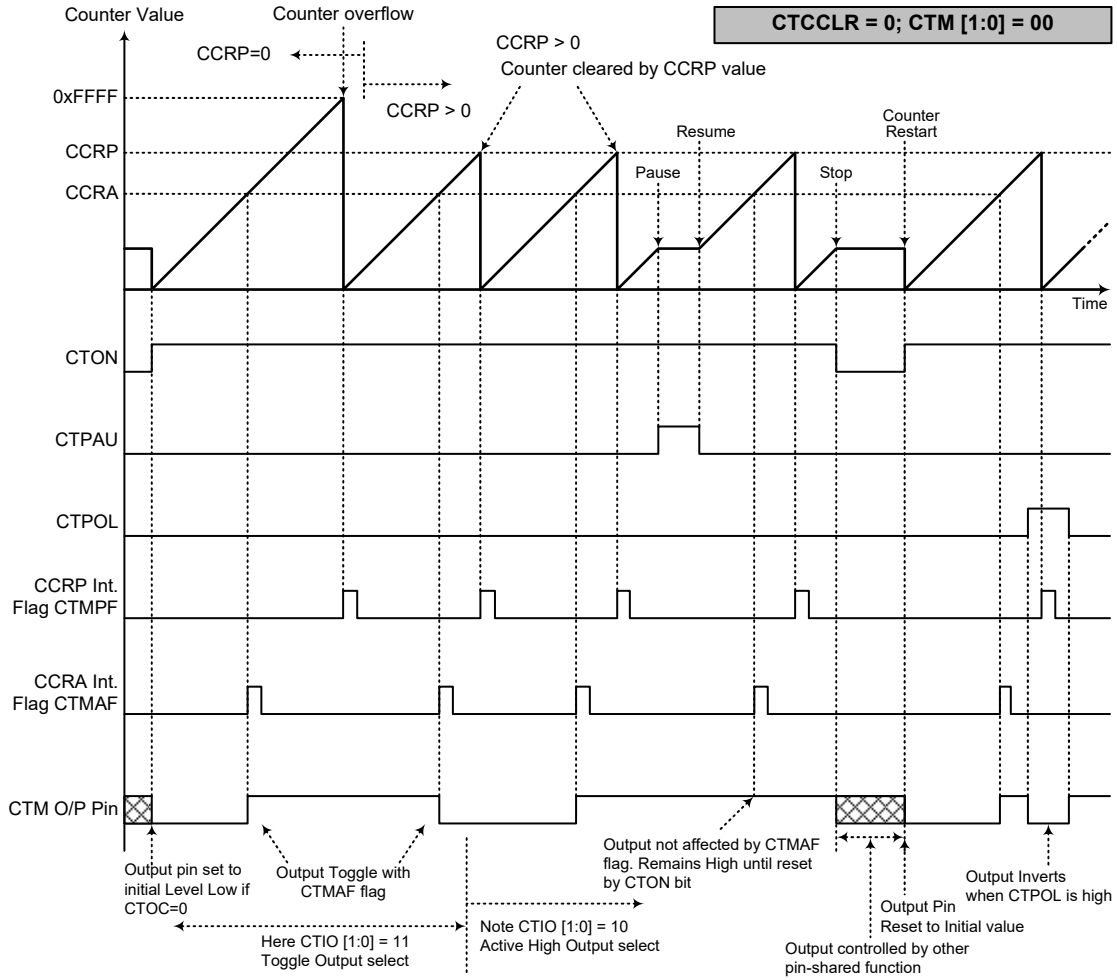 Counter Value
Counter overflow
CTCCLR = 0; CTM [1:0] = 00
CCRP=0
CCRP > 0
CCRP > 0
Counter cleared by CCRP value
0xFFFF
CCRP
CCRA
Pause
Resume
Stop
Counter
Restart
Time
CTON
CTPAU
CTPOL
CCRP Int.
Flag CTMPF
CCRA Int.
Flag CTMAF
CTM O/P Pin
Output pin set to
initial Level Low if
CTOC=0
Output Toggle with
CTMAF flag
Output not affected by CTMAF
flag. Remains High until reset
by CTON bit
Output Inverts
when CTPOL is high
Output Pin
Reset to Initial value
Output controlled by other
pin-shared function
Here CTIO [1:0] = 11
Toggle Output select
Note CTIO [1:0] = 10
Active High Output select